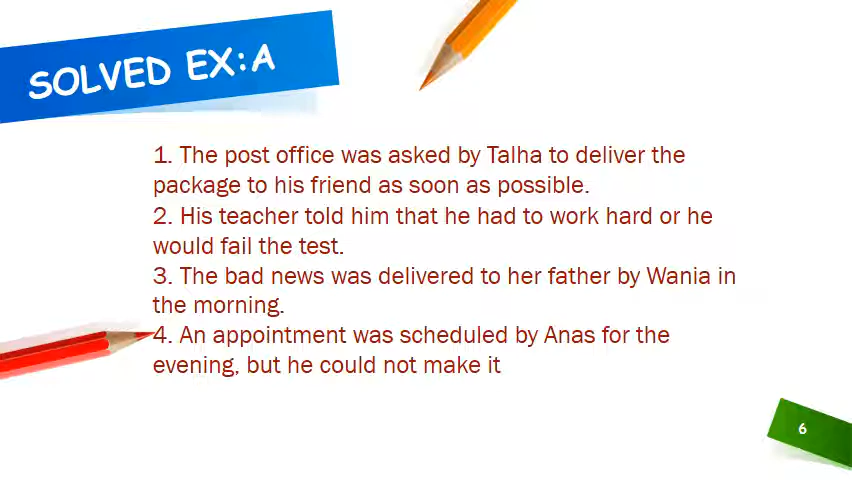 SOLVED EX:A
1. The post office was asked by Talha to deliver the
package to his friend as soon as possible.
2. His teacher told him that he had to work hard or he
would fail the test.
3. The bad news was delivered to her father by Wania in
the morning.
4. An appointment was scheduled by Anas for the
evening, but he could not make it
6